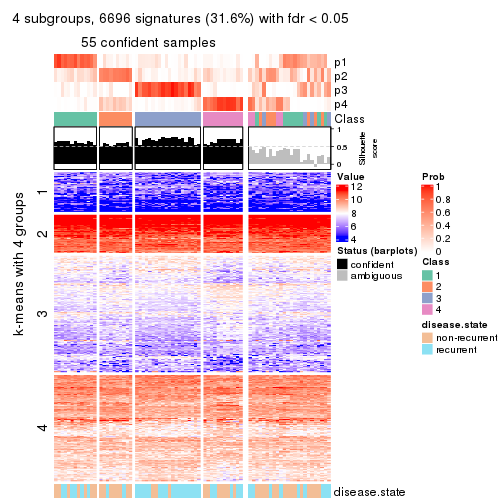 4 subgroups, 6696 signatures (31.6%) with fdr < 0.05
55 confident samples
p1
p2
p3
p4
Class
1
0.5
0
Silhouette
score
k-means with 4 groups
1
2
3
4
disease.state
Value
12
10
8
6
4
Status (barplots)
confident
ambiguous
Prob
1
0.8
0.6
0.4
0.2
0
Class
1
2
3
4
disease.state
non-recurrent
recurrent